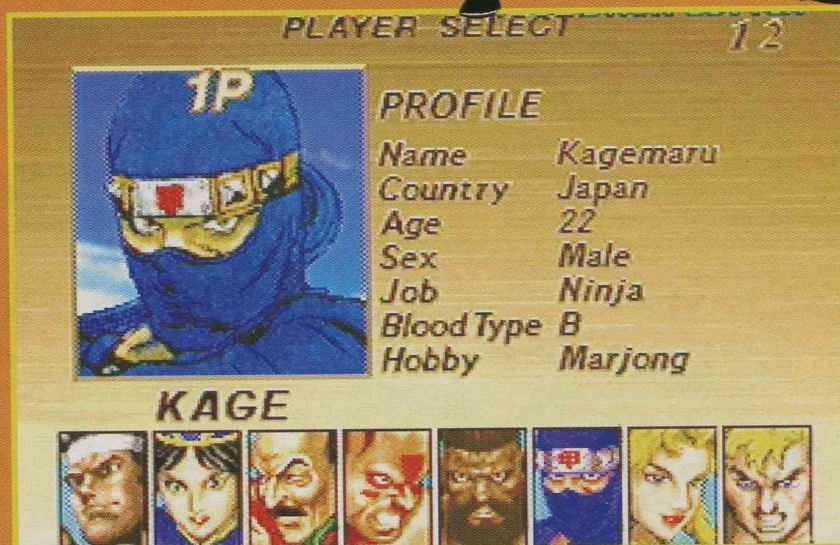 PLAYER SELECT
12
1P
PROFILE
Name Kagemaru
Country Japan
Age 22
Sex Male
Job Ninja
Blood Type B
Hobby Marjong
KAGE